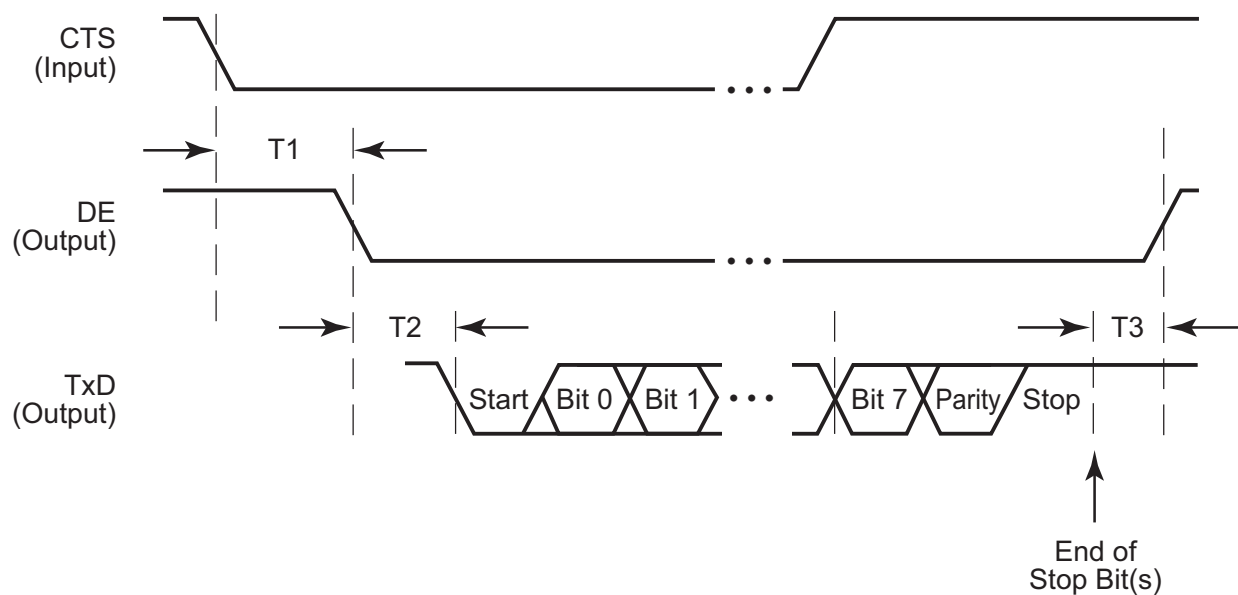 CTS
(Input)
T1
DE
(Output)
T2
T3
TxD
(Output)
Start
Bit 0
Bit 1
Bit 7
Parity
Stop
End of
Stop Bit(s)